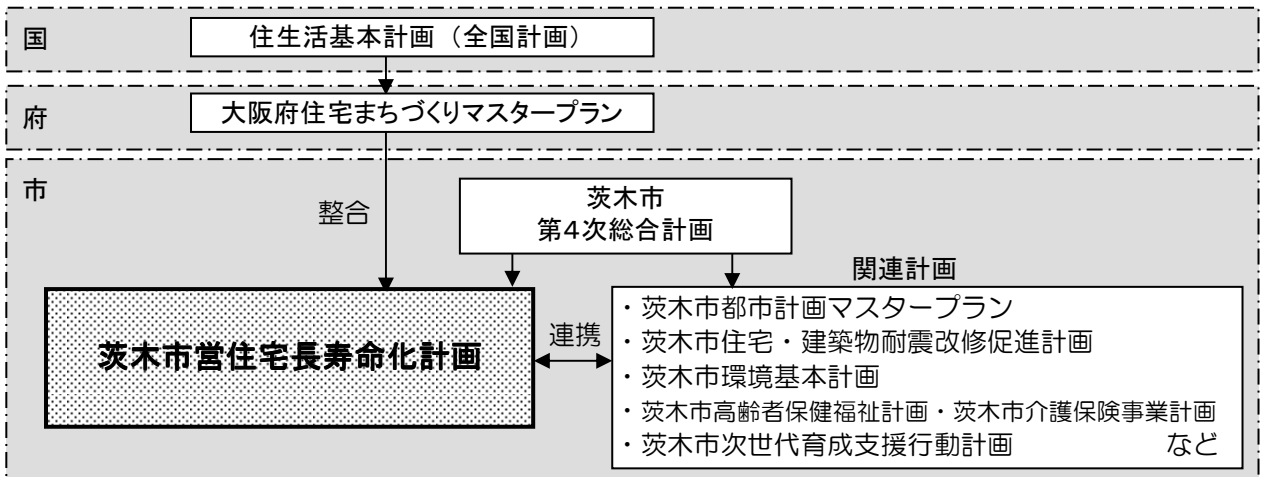 国
住生活基本計画（全国計画）
府
大阪府住宅まちづくりマスタープラン
市
整合
茨木市
第4次総合計画
関連計画
茨木市営住宅長寿命化計画
連携
・茨木市都市計画マスタープラン
・茨木市住宅・建築物耐震改修促進計画
・茨木市環境基本計画
・茨木市高齢者保健福祉計画・茨木市介護保険事業計画
・茨木市次世代育成支援行動計画　　　　　など